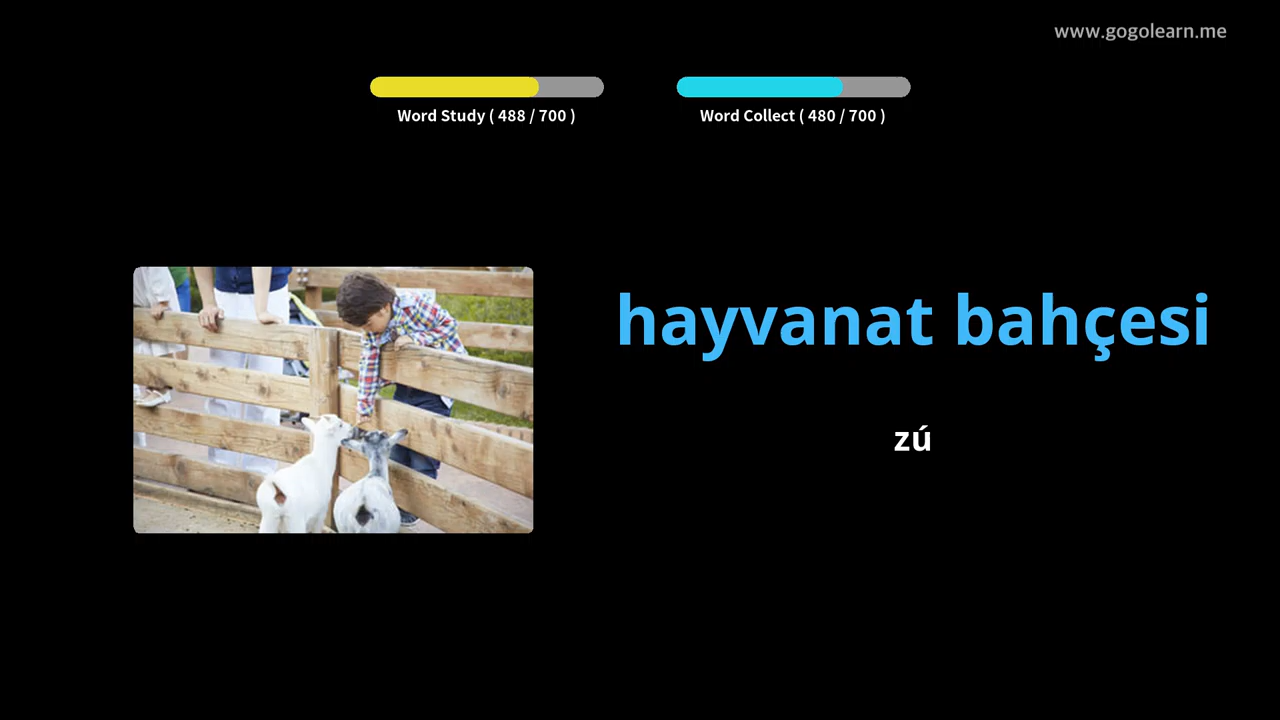 www.gogolearn.me
Word Study ( 488 / 700 )
Word Collect ( 480 / 700 )
hayvanat bahçesi
zú